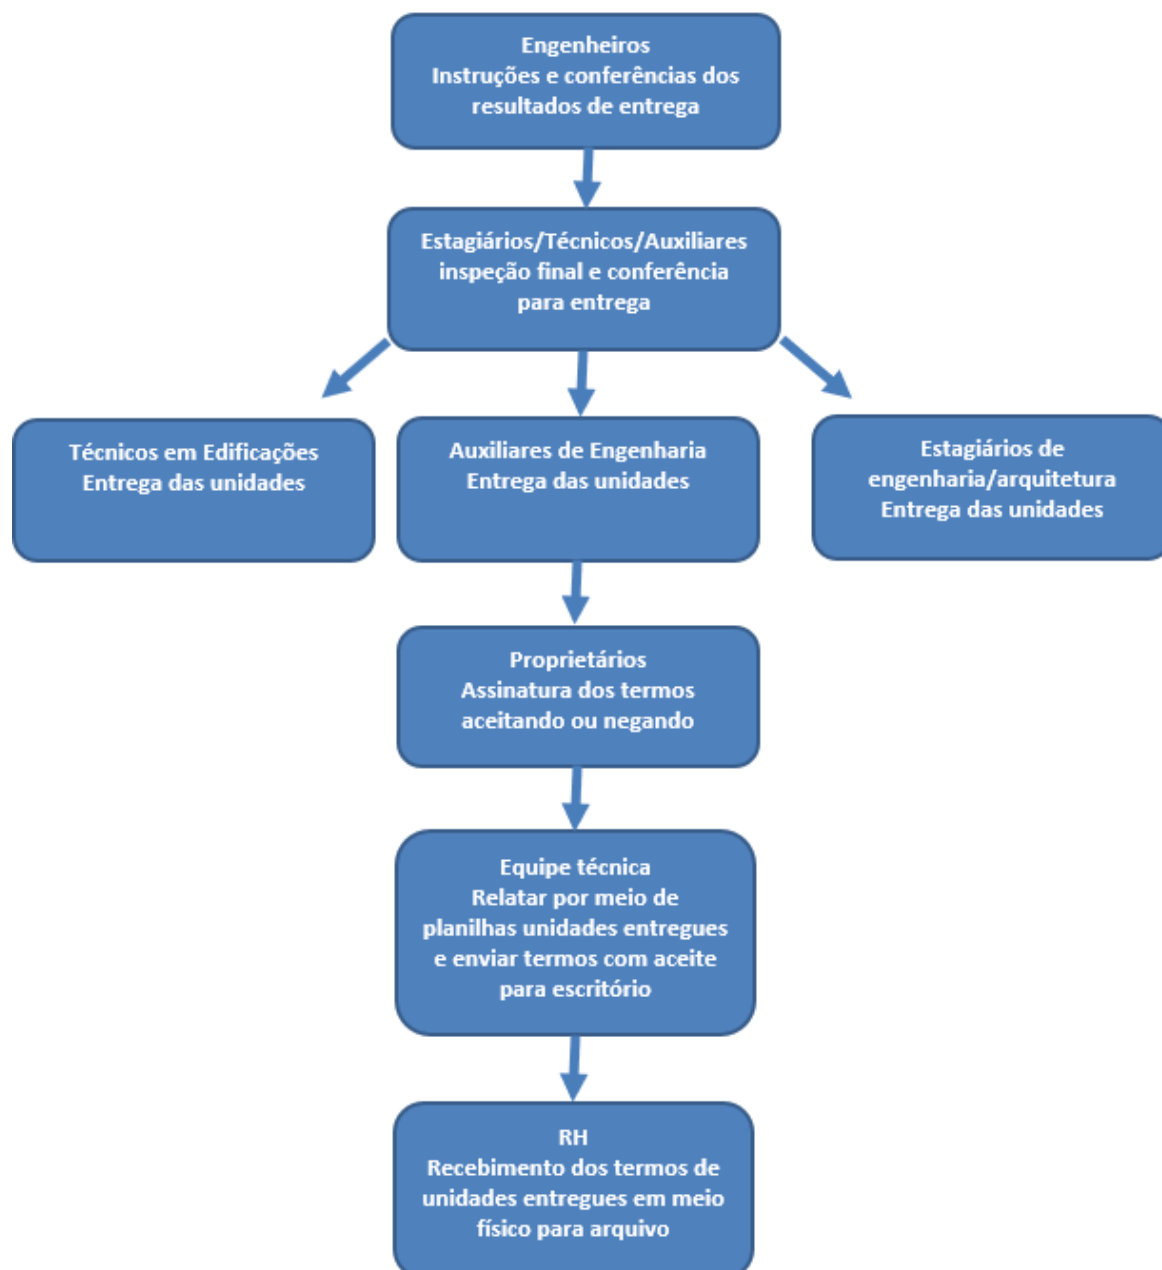 Engenheiros
Instruções e conferências dos
resultados de entrega
Estagiários/Técnicos/Auxiliares
inspeção final e conferência
para entrega
Técnicos em Edificações
Entrega das unidades
Auxiliares de Engenharia
Entrega das unidades
Estagiários de
engenharia/arquitetura
Entrega das unidades
Proprietários
Assinatura dos termos
aceitando ou negando
Equipe técnica
Relatar por meio de
planilhas unidades entregues
e enviar termos com aceite
para escritório
RH
Recebimento dos termos de
unidades entregues em meio
físico para arquivo